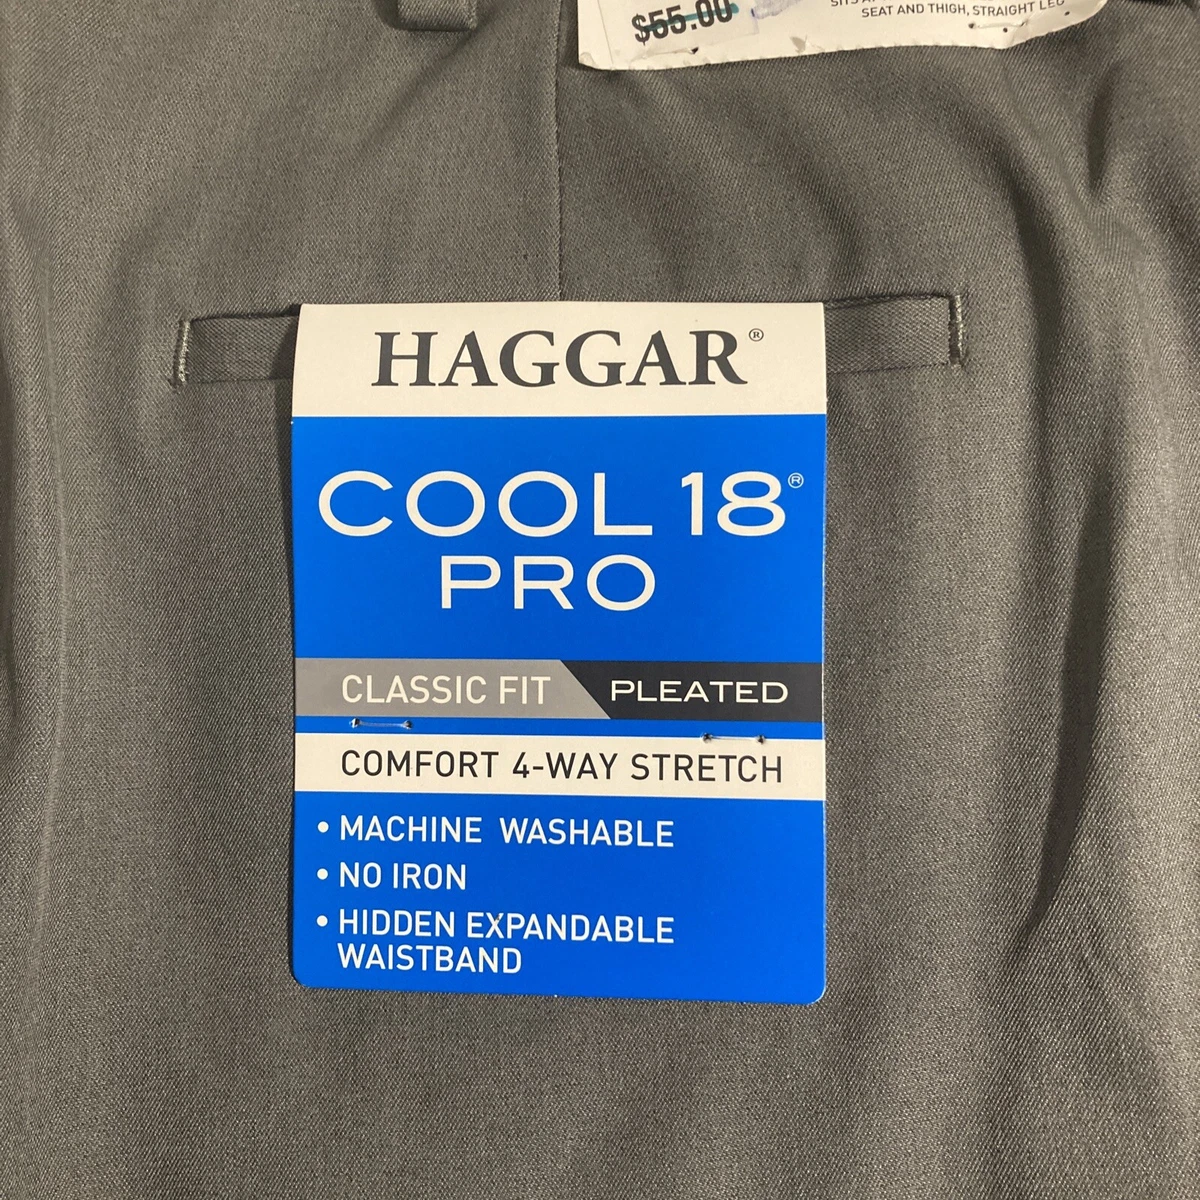 $55.00
SEAT AND THIGH, STRAIGHT LEG
HAGGAR®
COOL 18®
PRO
CLASSIC FIT PLEATED
COMFORT 4-WAY STRETCH
• MACHINE WASHABLE
• NO IRON
• HIDDEN EXPANDABLE
WAISTBAND